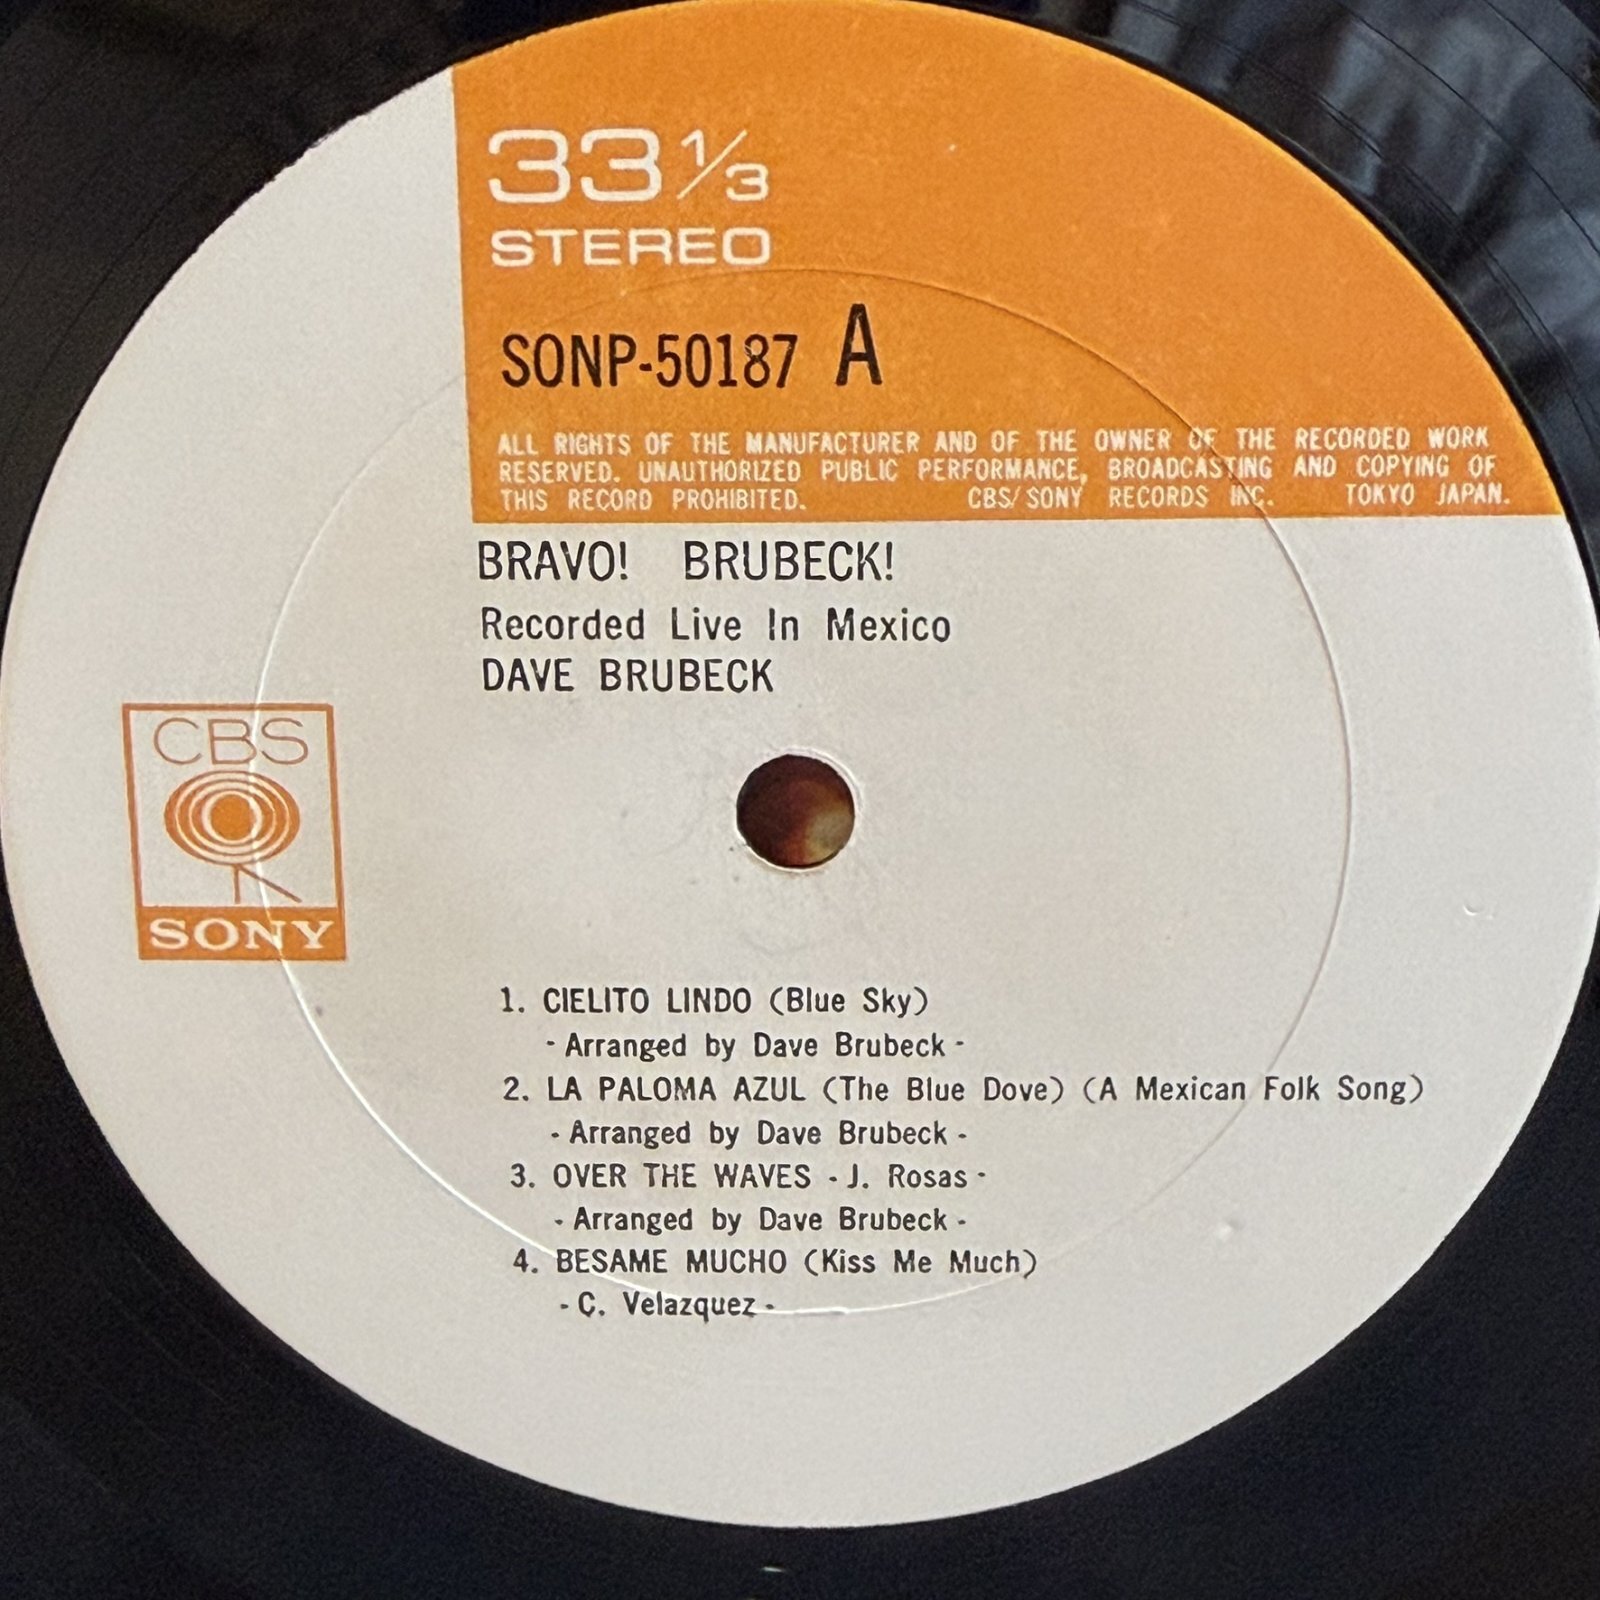 33 1/3
STEREO
SONP-50187 A
ALL RIGHTS OF THE MANUFACTURER AND OF THE OWNER OF THE RECORDED WORK
RESERVED. UNAUTHORIZED PUBLIC PERFORMANCE, BROADCASTING AND COPYING OF
THIS RECORD PROHIBITED. CBS/SONY RECORDS INC. TOKYO JAPAN.
BRAVO! BRUBECK!
Recorded Live In Mexico
DAVE BRUBECK
CBS
SONY
1. CIELITO LINDO (Blue Sky)
- Arranged by Dave Brubeck -
2. LA PALOMA AZUL (The Blue Dove) (A Mexican Folk Song)
- Arranged by Dave Brubeck -
3. OVER THE WAVES - J. Rosas -
- Arranged by Dave Brubeck -
4. BESAME MUCHO (Kiss Me Much)
- C. Velazquez -